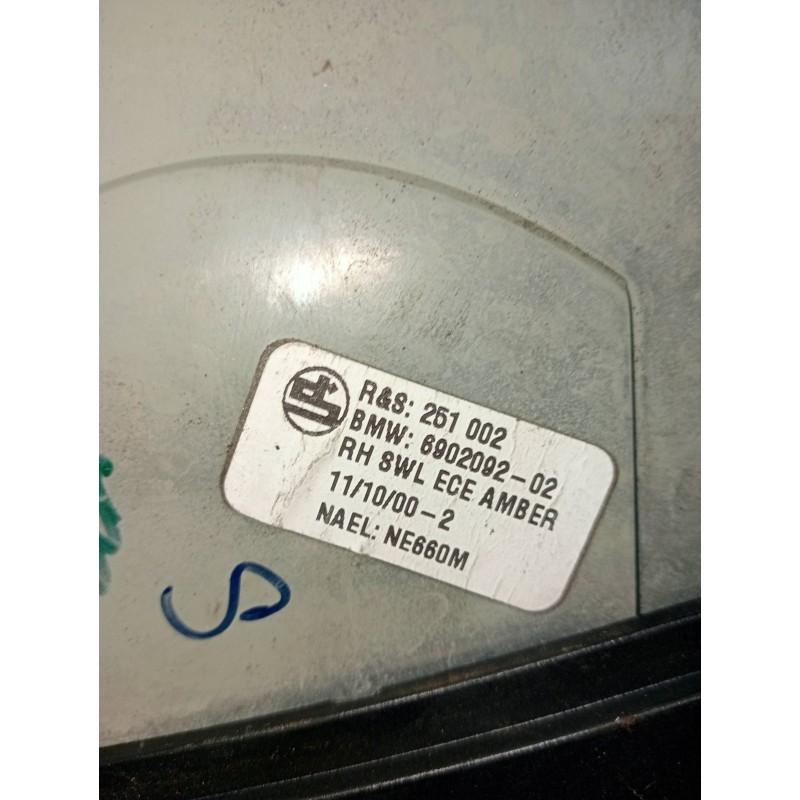 R&S: 251 002
BMW: 6902092-02
RH SWL ECE AMBER
11/10/00-2
NAEL: NE660M